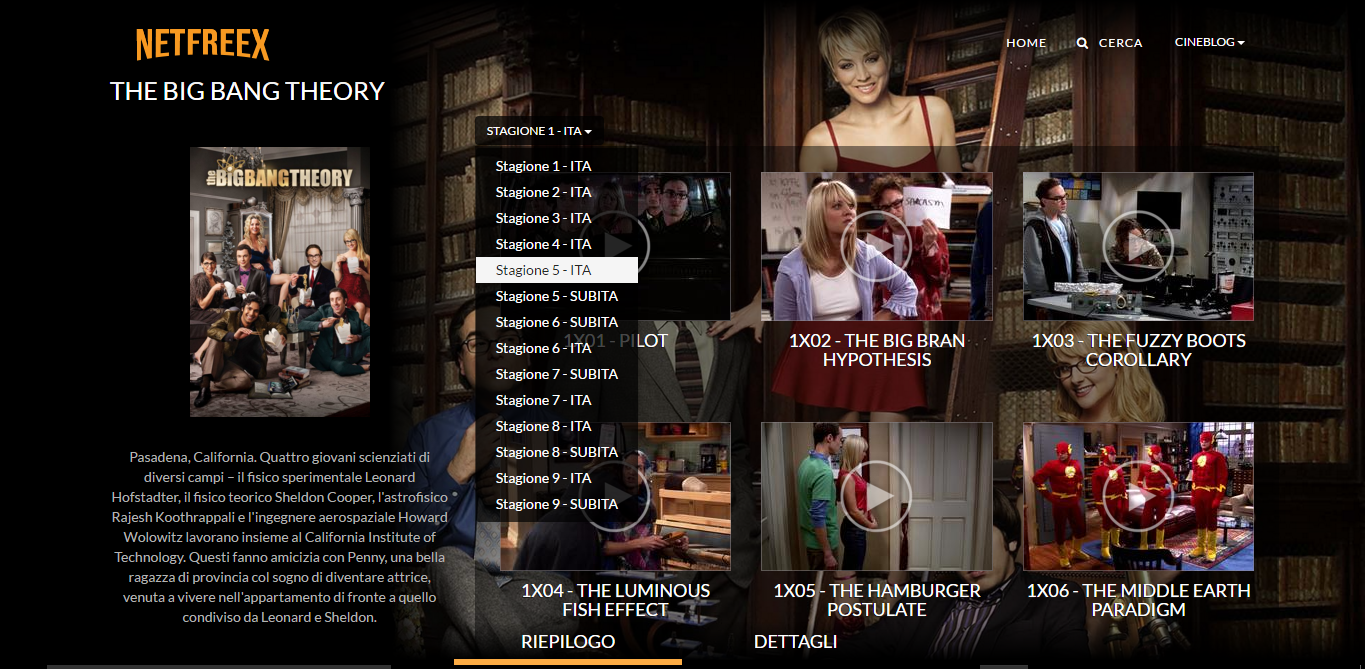 NETFREEX
HOME
CERCA
CINEBLOG
THE BIG BANG THEORY
STAGIONE 1 - ITA
Stagione 1 - ITA
Stagione 2 - ITA
Stagione 3 - ITA
Stagione 4 - ITA
Stagione 5 - ITA
Stagione 5 - SUBITA
Stagione 6 - SUBITA
Stagione 6 - ITA
Stagione 7 - SUBITA
Stagione 7 - ITA
Stagione 8 - ITA
Stagione 8 - SUBITA
Stagione 9 - ITA
Stagione 9 - SUBITA
the BIG BANG THEORY
SARCASM
1X01 - PILOT
1X02 - THE BIG BRAN
HYPOTHESIS
1X03 - THE FUZZY BOOTS
COROLLARY
Pasadena, California. Quattro giovani scienziati di
diversi campi – il fisico sperimentale Leonard
Hofstadter, il fisico teorico Sheldon Cooper, l'astrofisico
Rajesh Koothrappali e l'ingegnere aerospaziale Howard
Wolowitz lavorano insieme al California Institute of
Technology. Questi fanno amicizia con Penny, una bella
ragazza di provincia col sogno di diventare attrice,
venuta a vivere nell'appartamento di fronte a quello
condiviso da Leonard e Sheldon.
1X04 - THE LUMINOUS
FISH EFFECT
1X05 - THE HAMBURGER
POSTULATE
1X06 - THE MIDDLE EARTH
PARADIGM
RIEPILOGO
DETTAGLI